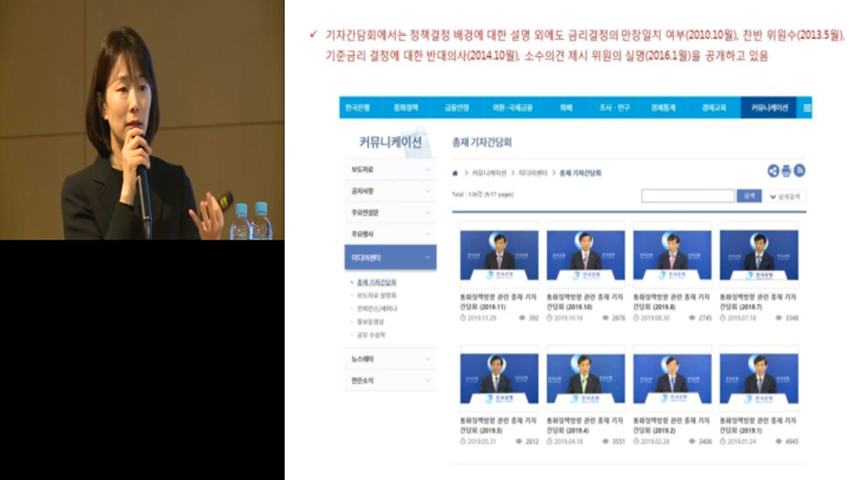 ✓ 기자간담회에서는 정책결정 배경에 대한 설명 외에도 금리결정의 만장일치 여부(2010.10월), 찬반 위원수(2013.5월),
기준금리 결정에 대한 반대의사(2014.10월), 소수의견 제시 위원의 실명(2016.1월)을 공개하고 있음
한국은행 통화정책 금융안정 외환·국제금융 화폐 조사·연구 경제통계 경제교육 커뮤니케이션
커뮤니케이션
총재 기자간담회
> 커뮤니케이션 > 미디어센터 > 총재 기자간담회
보도자료
공지사항
주요연설문
주요행사
미디어센터
총재 기자간담회
보도자료 설명회
컨퍼런스/세미나
홍보동영상
공모 수상작
뉴스레터
한은소식
검색
상세검색
통화정책방향 관련 총재 기자
간담회 (2019.11)
2019.11.29 392
통화정책방향 관련 총재 기자
간담회 (2019.10)
2019.10.16 2676
통화정책방향 관련 총재 기자
간담회 (2019.8)
2019.08.30 2745
통화정책방향 관련 총재 기자
간담회 (2019.7)
2019.07.18 3348
통화정책방향 관련 총재 기자
간담회 (2019.5)
2019.05.31 2812
통화정책방향 관련 총재 기자
간담회 (2019.4)
2019.04.18 3551
통화정책방향 관련 총재 기자
간담회 (2019.2)
2019.02.28 3406
통화정책방향 관련 총재 기자
간담회 (2019.1)
2019.01.24 4945